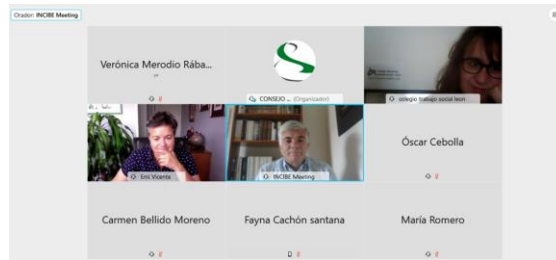 Orador: INCIBE Meeting
Verónica Merodio Rába...
CONSEJO ... (Organizador)
colegio trabajo social leon
Emi Vicente
INCIBE Meeting
Óscar Cebolla
Carmen Bellido Moreno
Fayna Cachón santana
María Romero